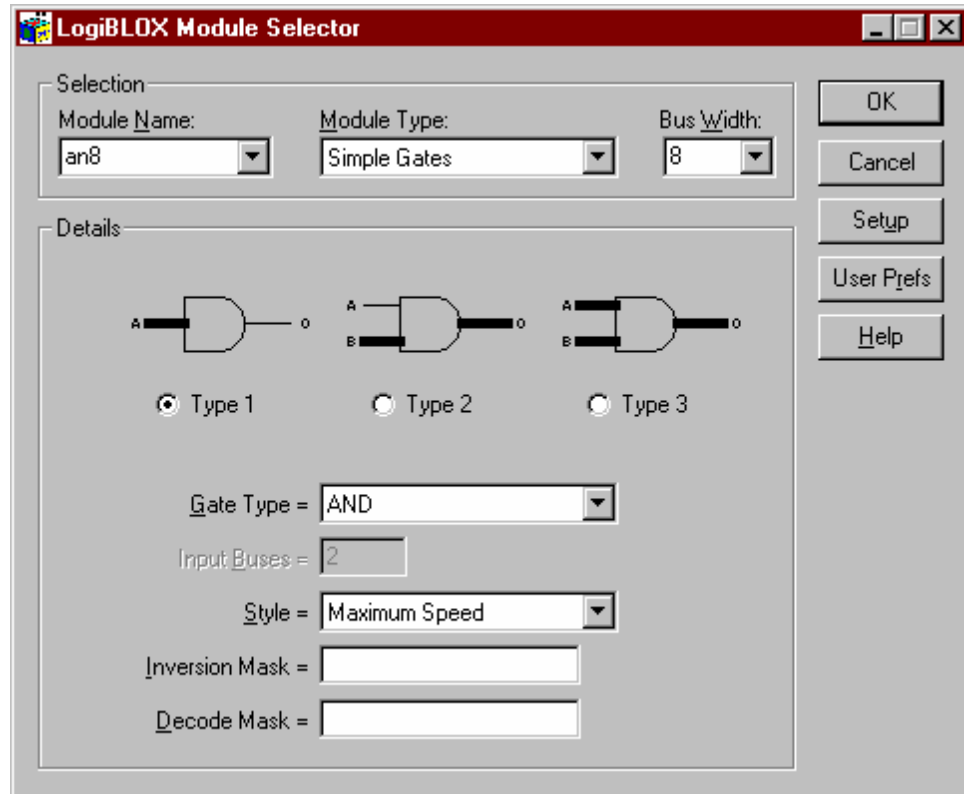 LogiBLOX Module Selector
Selection
Module Name: Module Type: Bus Width:
an8 Simple Gates 8
OK
Cancel
Setup
User Prefs
Help
Details
A O A B O A B O
Type 1 Type 2 Type 3
Gate Type = AND
Input Buses = 2
Style = Maximum Speed
Inversion Mask =
Decode Mask =